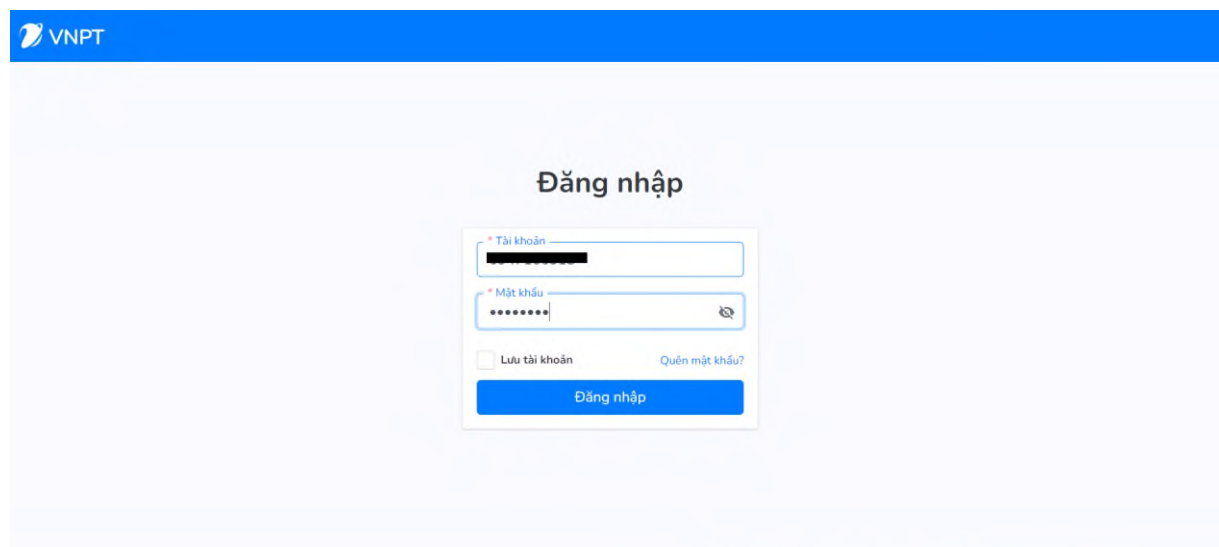 VNPT
Đăng nhập
* Tài khoản
* Mật khẩu
••••••••
Lưu tài khoản
Quên mật khẩu?
Đăng nhập